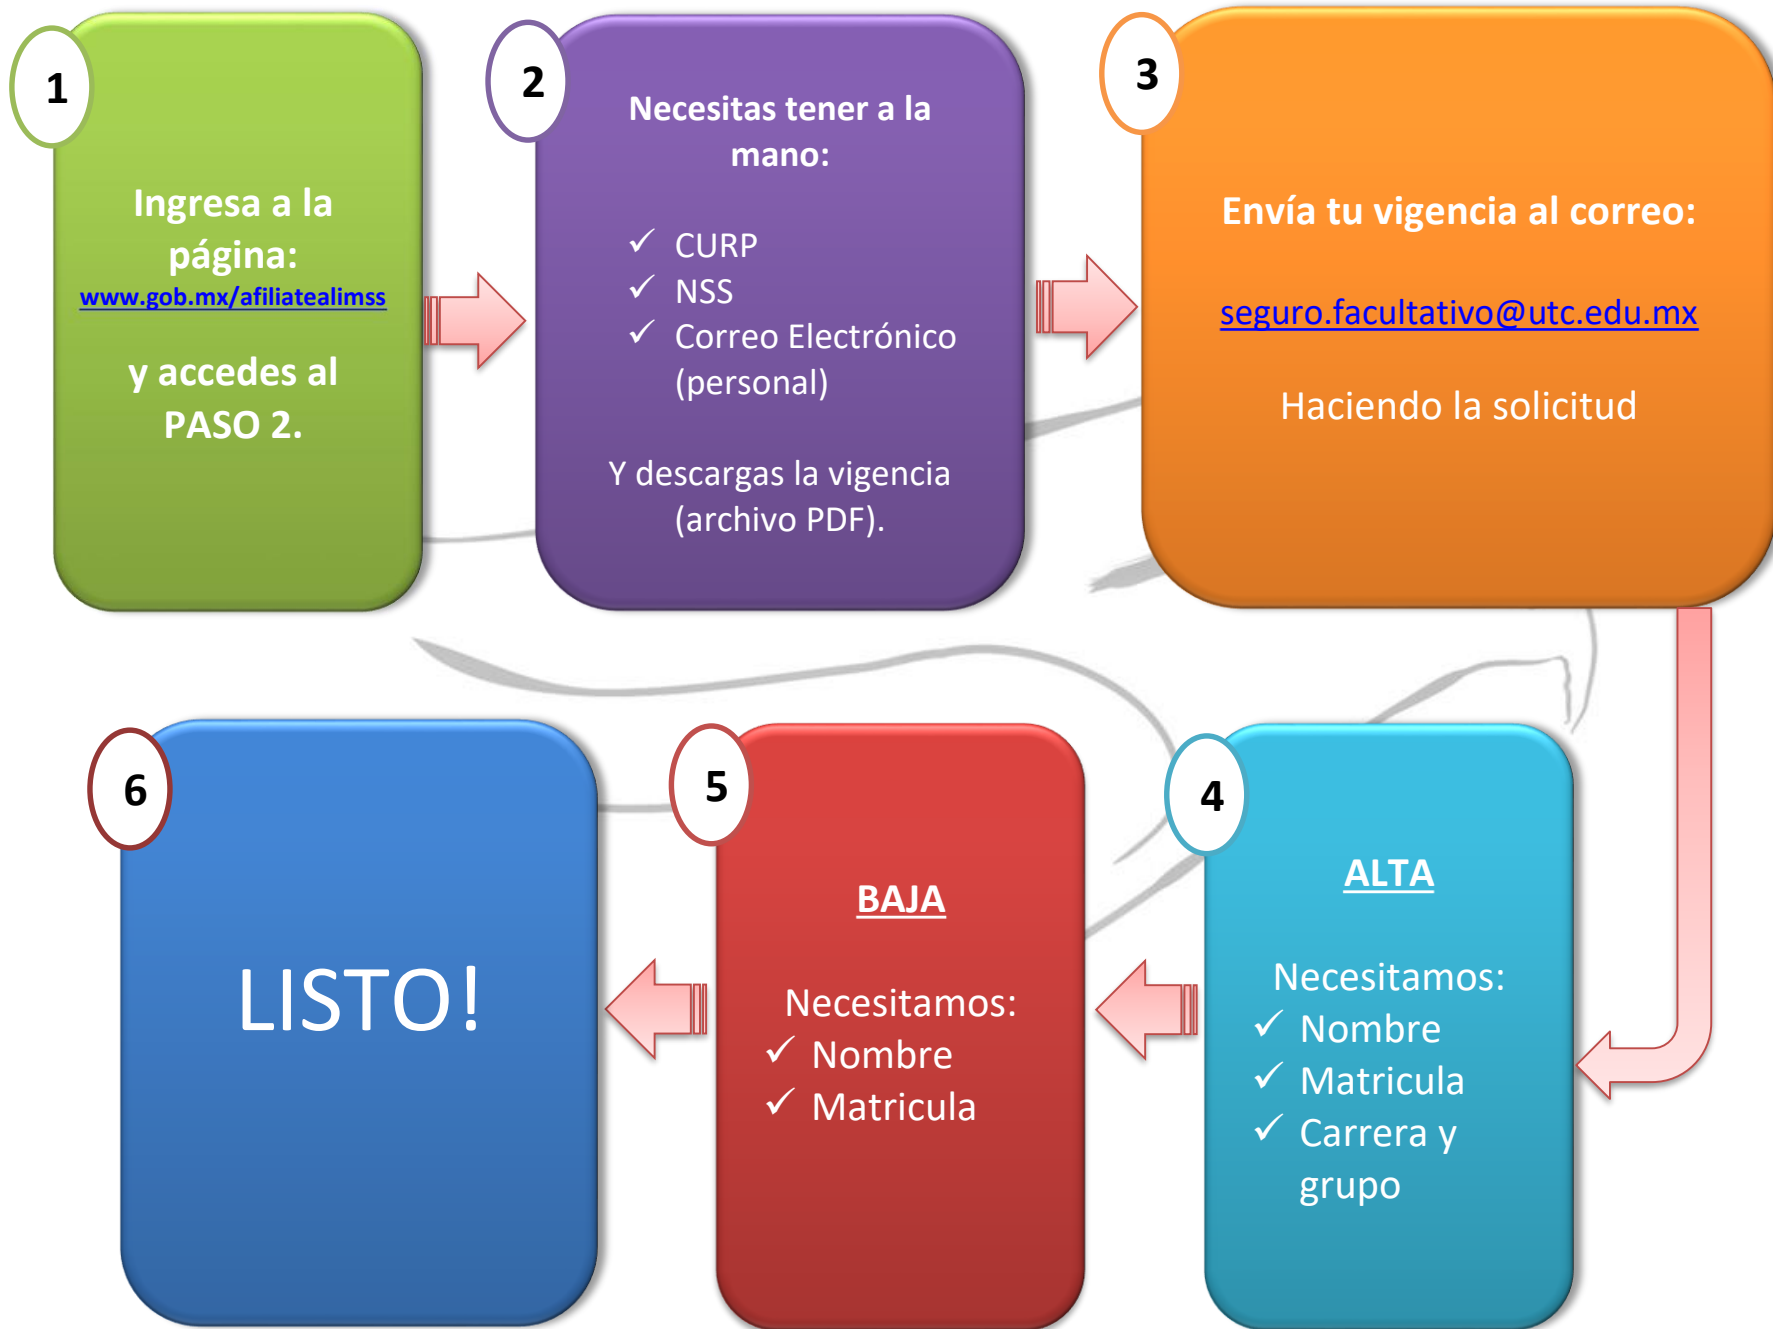 1
Ingresa a la
página:
www.gob.mx/afiliatealimss
y accedes al
PASO 2.
2
Necesitas tener a la
mano:
✓ CURP
✓ NSS
✓ Correo Electrónico
(personal)
Y descargas la vigencia
(archivo PDF).
3
Envía tu vigencia al correo:
seguro.facultativo@utc.edu.mx
Haciendo la solicitud
4
ALTA
Necesitamos:
✓ Nombre
✓ Matricula
✓ Carrera y
grupo
5
BAJA
Necesitamos:
✓ Nombre
✓ Matricula
6
LISTO!